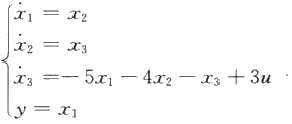 ẋ₁ = x₂
ẋ₂ = x₃
ẋ₃ = − 5x₁ − 4x₂ − x₃ + 3u
y = x₁